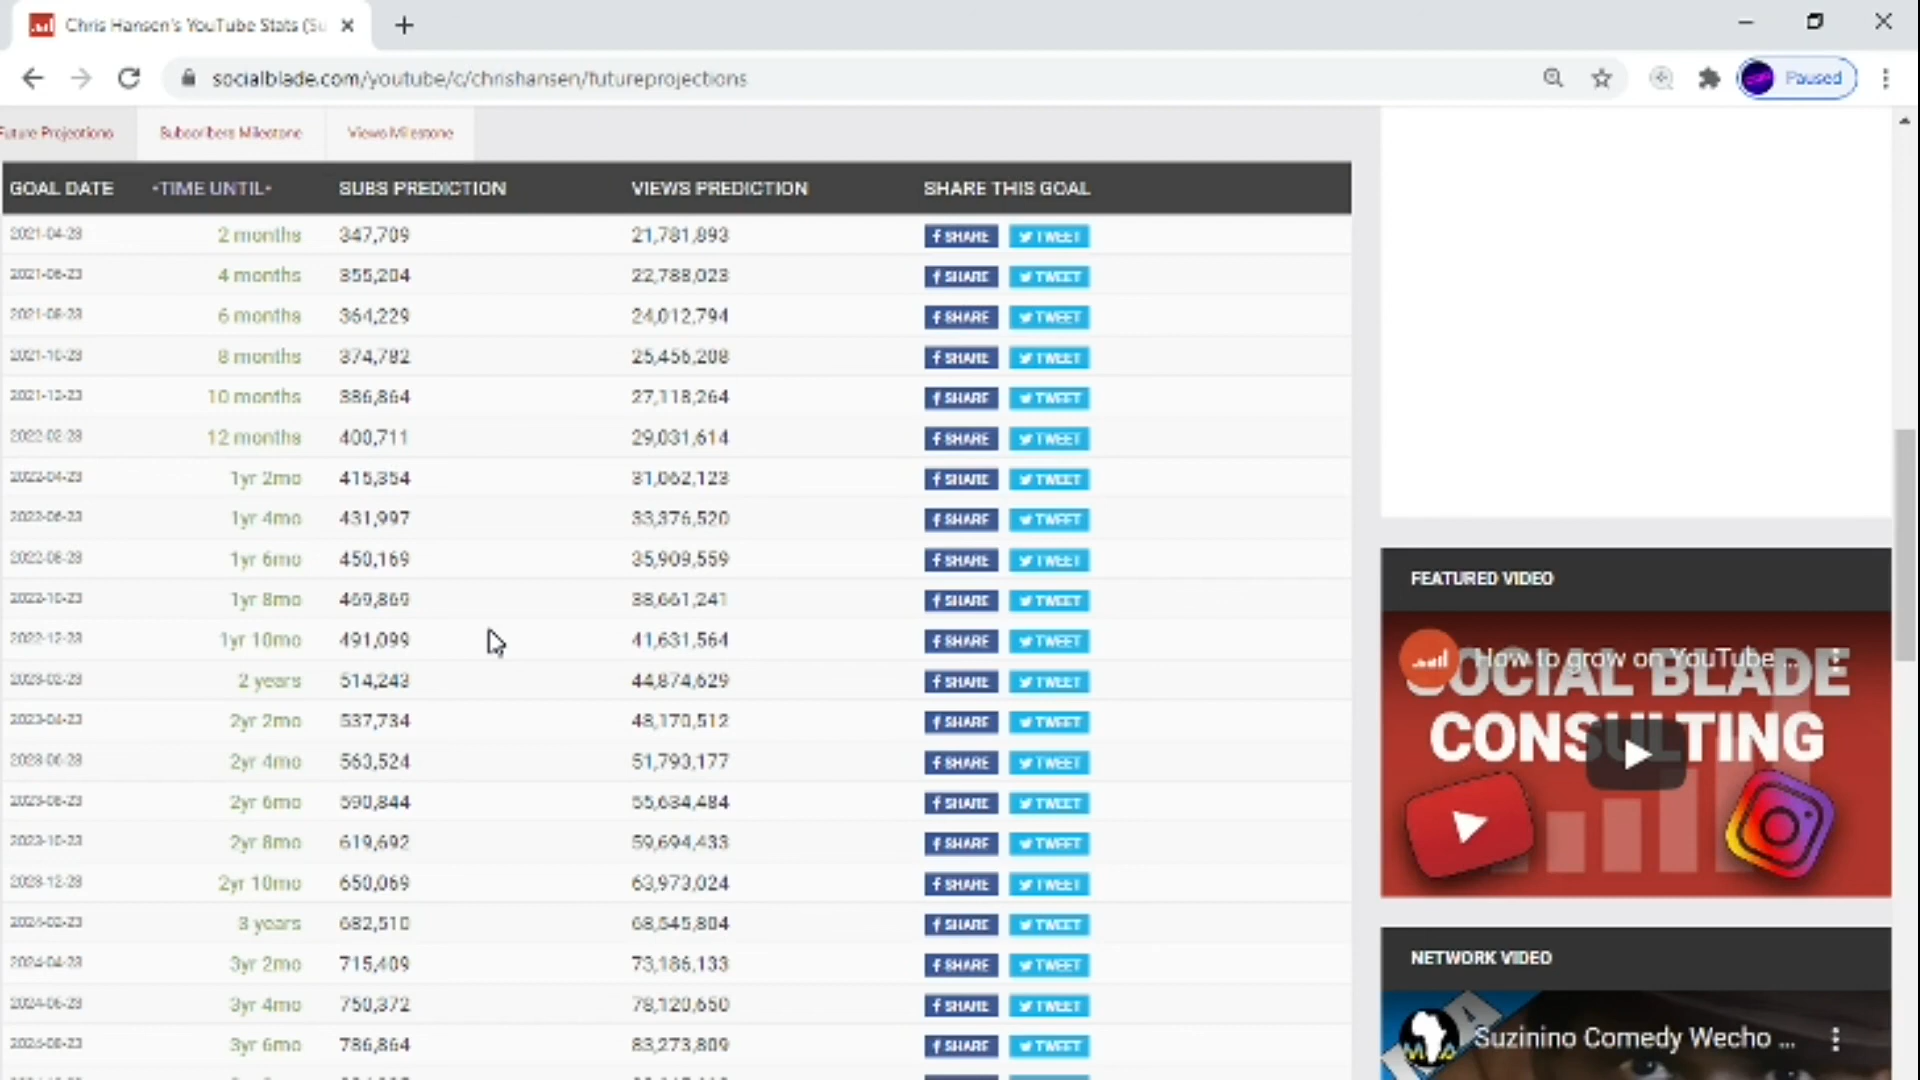 Chris Hansen's YouTube Stats (Su
socialblade.com/youtube/c/chrishansen/futureprojections
Paused
Future Projections Subscribers Milestone Views Milestone
GOAL DATE -TIME UNTIL- SUBS PREDICTION VIEWS PREDICTION SHARE THIS GOAL
2021-04-23 2 months 347,709 21,781,893 SHARE TWEET
2021-06-23 4 months 355,204 22,788,023 SHARE TWEET
2021-08-23 6 months 364,229 24,012,794 SHARE TWEET
2021-10-23 8 months 374,782 25,456,208 SHARE TWEET
2021-12-23 10 months 386,864 27,118,264 SHARE TWEET
2022-02-23 12 months 400,711 29,031,614 SHARE TWEET
2022-04-23 1yr 2mo 415,354 31,062,123 SHARE TWEET
2022-06-23 1yr 4mo 431,997 33,376,520 SHARE TWEET
2022-08-23 1yr 6mo 450,169 35,909,559 SHARE TWEET
2022-10-23 1yr 8mo 469,869 38,661,241 SHARE TWEET
2022-12-23 1yr 10mo 491,099 41,631,564 SHARE TWEET
2023-02-23 2 years 514,243 44,874,629 SHARE TWEET
2023-04-23 2yr 2mo 537,734 48,170,512 SHARE TWEET
2023-06-23 2yr 4mo 563,524 51,793,177 SHARE TWEET
2023-08-23 2yr 6mo 590,844 55,634,484 SHARE TWEET
2023-10-23 2yr 8mo 619,692 59,694,433 SHARE TWEET
2023-12-23 2yr 10mo 650,069 63,973,024 SHARE TWEET
2024-02-23 3 years 682,510 68,545,804 SHARE TWEET
2024-04-23 3yr 2mo 715,409 73,186,133 SHARE TWEET
2024-06-23 3yr 4mo 750,372 78,120,650 SHARE TWEET
2024-08-23 3yr 6mo 786,864 83,273,809 SHARE TWEET
FEATURED VIDEO
How to grow on YouTube ...
SOCIAL BLADE
CONSULTING
NETWORK VIDEO
Suzinino Comedy Wecho ...